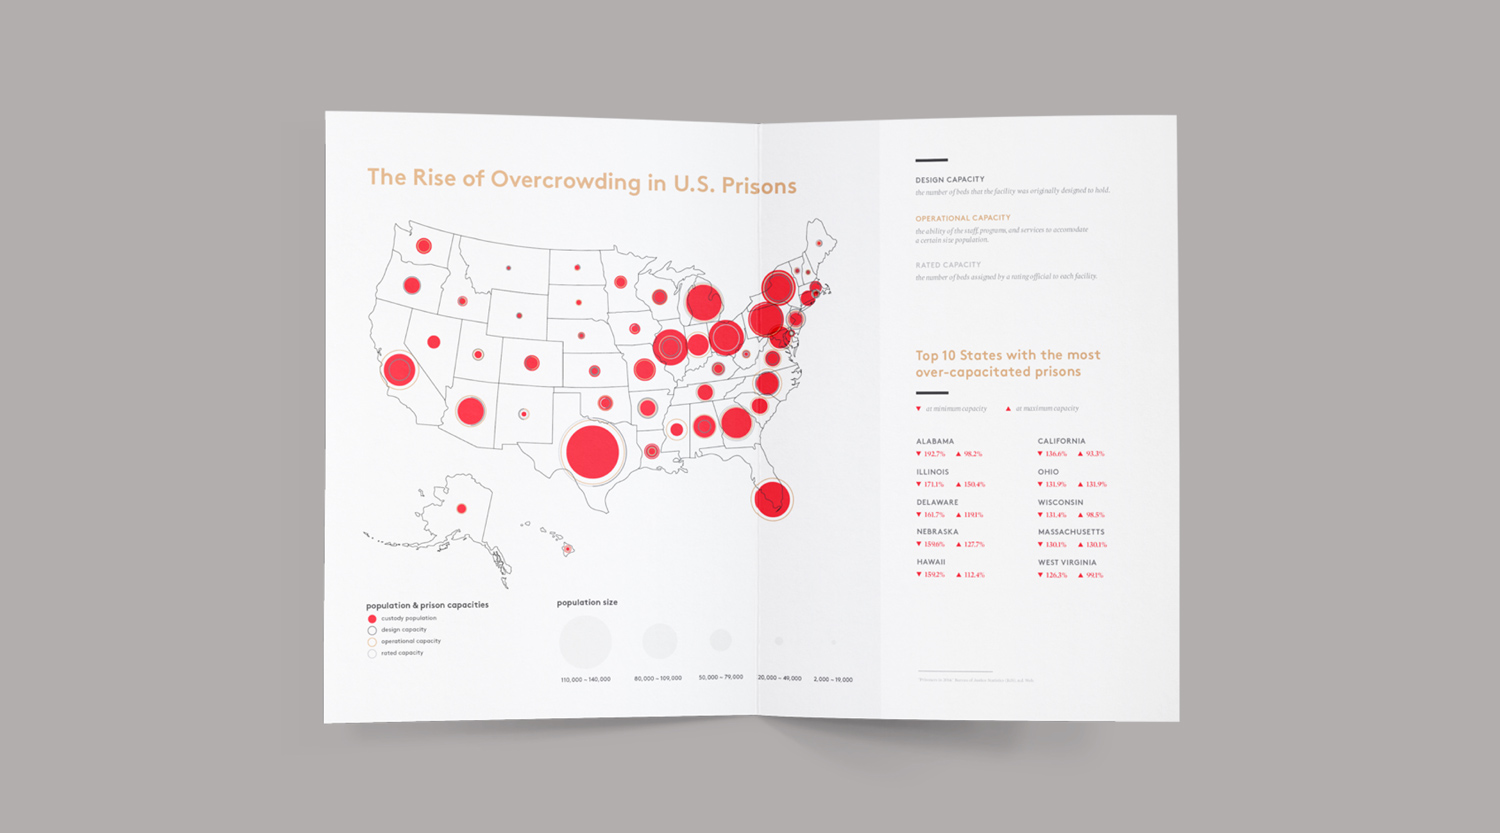 The Rise of Overcrowding in U.S. Prisons
population & prison capacities
custody population
design capacity
operational capacity
rated capacity
population size
110,000 – 140,000
80,000 – 109,000
50,000 – 79,000
20,000 – 49,000
2,000 – 19,000
DESIGN CAPACITY
the number of beds that the facility was originally designed to hold.
OPERATIONAL CAPACITY
the ability of the staff, programs, and services to accomodate
a certain size population.
RATED CAPACITY
the number of beds assigned by a rating official to each facility.
Top 10 States with the most
over-capacitated prisons
▼ at minimum capacity ▲ at maximum capacity
ALABAMA
▼ 192.7% ▲ 98.2%
ILLINOIS
▼ 171.1% ▲ 150.4%
DELAWARE
▼ 161.7% ▲ 119.1%
NEBRASKA
▼ 159.6% ▲ 127.7%
HAWAII
▼ 159.2% ▲ 112.4%
CALIFORNIA
▼ 136.6% ▲ 93.3%
OHIO
▼ 131.9% ▲ 131.9%
WISCONSIN
▼ 131.4% ▲ 98.5%
MASSACHUSETTS
▼ 130.1% ▲ 130.1%
WEST VIRGINIA
▼ 126.3% ▲ 99.1%